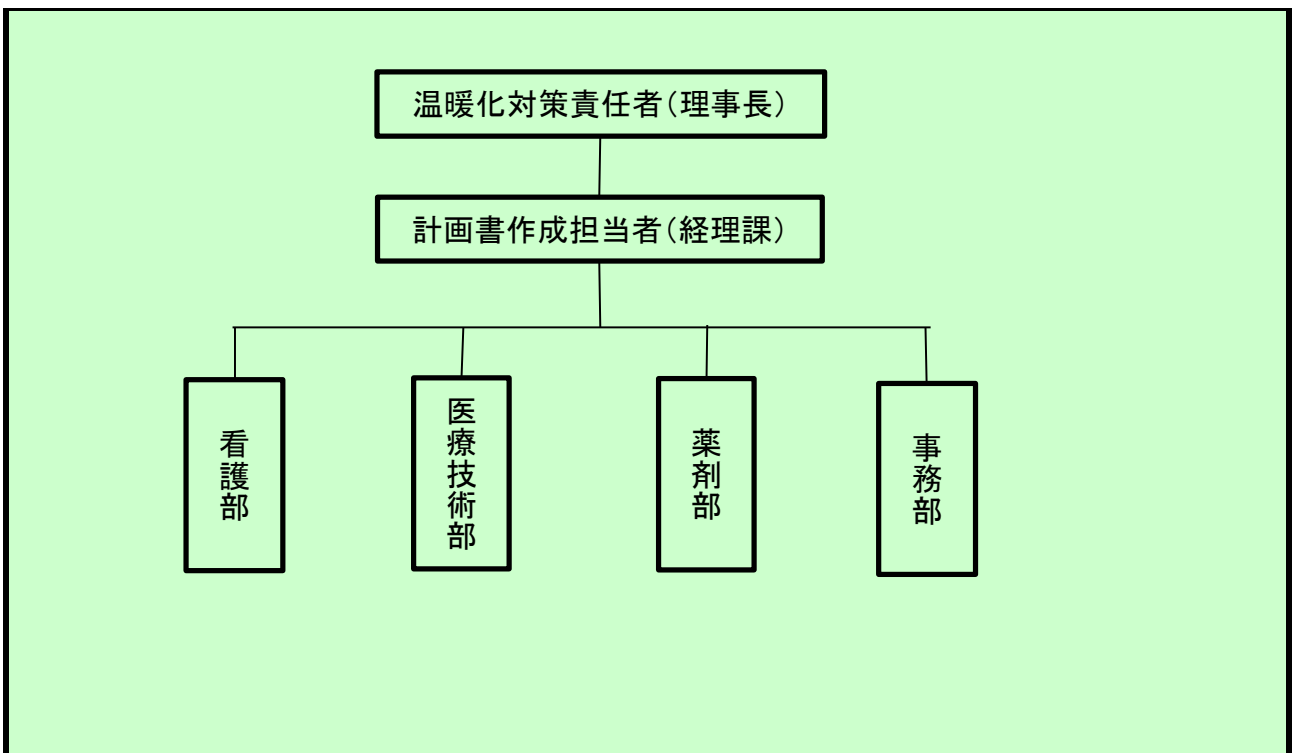 温暖化対策責任者(理事長)
計画書作成担当者(経理課)
看護部
医療技術部
薬剤部
事務部